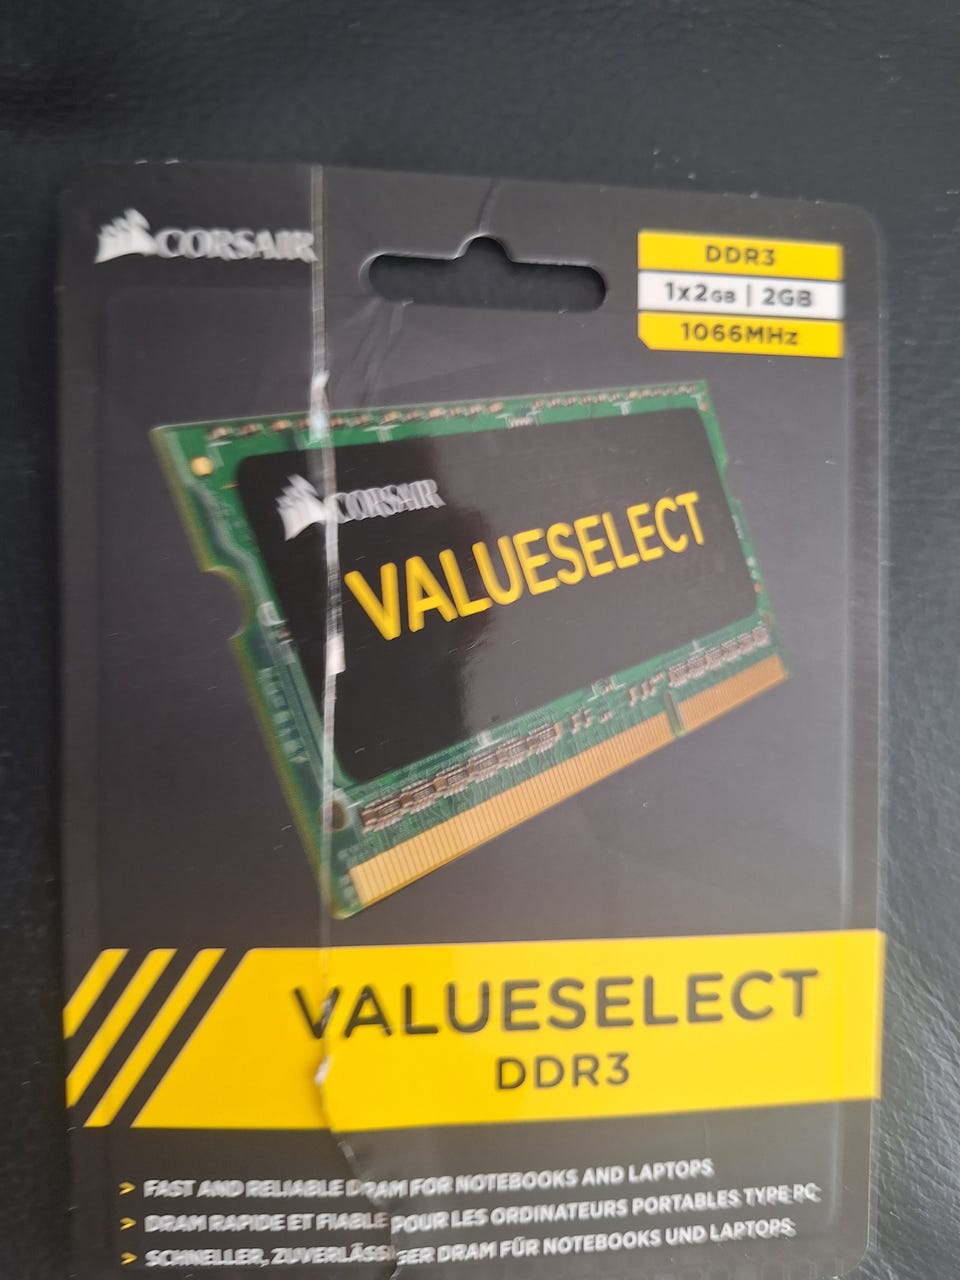 CORSAIR
DDR3
1x2GB | 2GB
1066MHz
CORSAIR
VALUESELECT
VALUESELECT
DDR3
> FAST AND RELIABLE DRAM FOR NOTEBOOKS AND LAPTOPS
> DRAM RAPIDE ET FIABLE POUR LES ORDINATEURS PORTABLES TYPE PC
> SCHNELLER, ZUVERLÄSSIGER DRAM FÜR NOTEBOOKS UND LAPTOPS